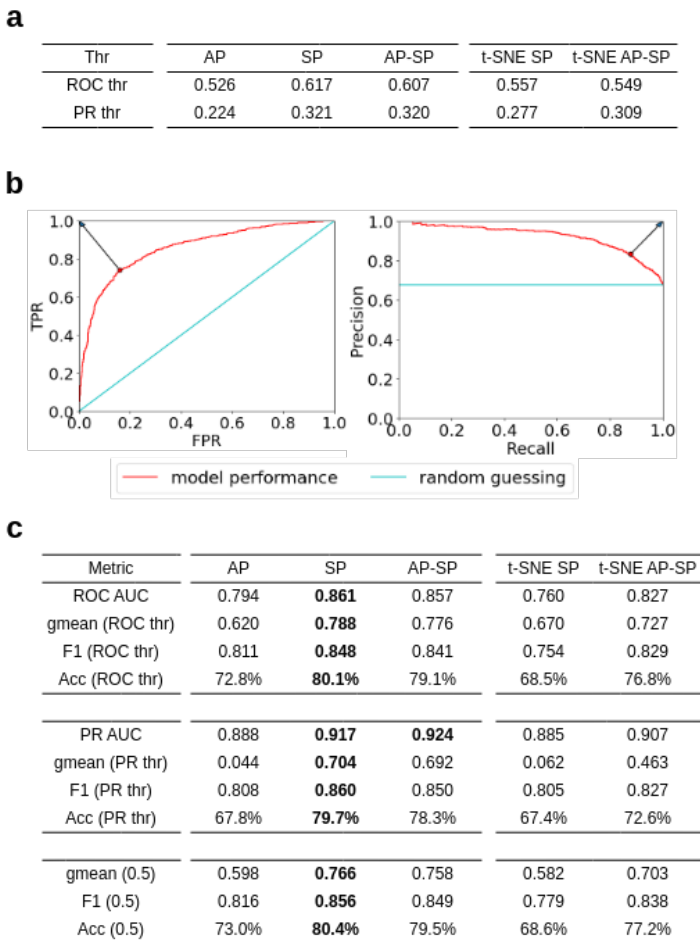 a
Thr AP SP AP-SP t-SNE SP t-SNE AP-SP
ROC thr 0.526 0.617 0.607 0.557 0.549
PR thr 0.224 0.321 0.320 0.277 0.309
b
1.0
0.8
0.6
0.4
0.2
0.0
TPR
0.0 0.2 0.4 0.6 0.8 1.0
FPR
1.0
0.8
0.6
0.4
0.2
0.0
Precision
0.0 0.2 0.4 0.6 0.8 1.0
Recall
model performance random guessing
c
Metric AP SP AP-SP t-SNE SP t-SNE AP-SP
ROC AUC 0.794 0.861 0.857 0.760 0.827
gmean (ROC thr) 0.620 0.788 0.776 0.670 0.727
F1 (ROC thr) 0.811 0.848 0.841 0.754 0.829
Acc (ROC thr) 72.8% 80.1% 79.1% 68.5% 76.8%
PR AUC 0.888 0.917 0.924 0.885 0.907
gmean (PR thr) 0.044 0.704 0.692 0.062 0.463
F1 (PR thr) 0.808 0.860 0.850 0.805 0.827
Acc (PR thr) 67.8% 79.7% 78.3% 67.4% 72.6%
gmean (0.5) 0.598 0.766 0.758 0.582 0.703
F1 (0.5) 0.816 0.856 0.849 0.779 0.838
Acc (0.5) 73.0% 80.4% 79.5% 68.6% 77.2%